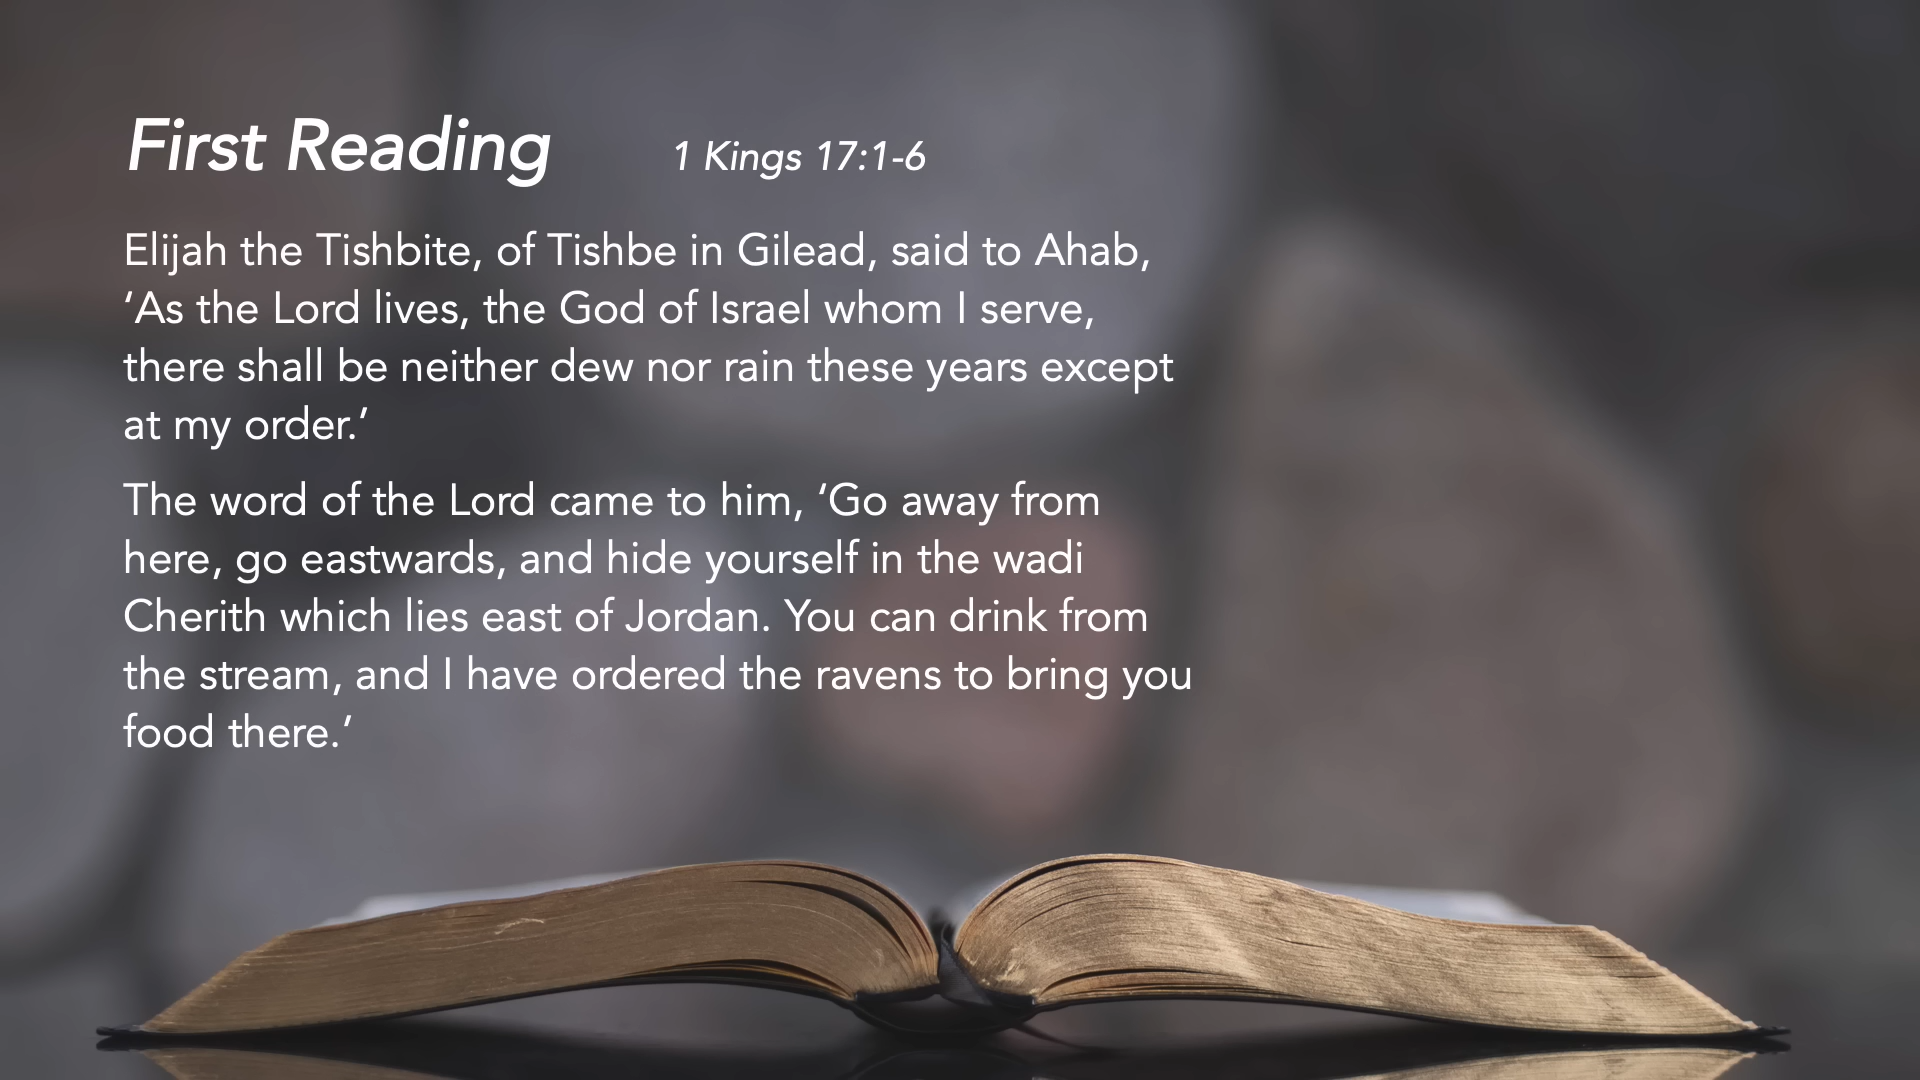 First Reading 1 Kings 17:1-6
Elijah the Tishbite, of Tishbe in Gilead, said to Ahab,
‘As the Lord lives, the God of Israel whom I serve,
there shall be neither dew nor rain these years except
at my order.’
The word of the Lord came to him, ‘Go away from
here, go eastwards, and hide yourself in the wadi
Cherith which lies east of Jordan. You can drink from
the stream, and I have ordered the ravens to bring you
food there.’